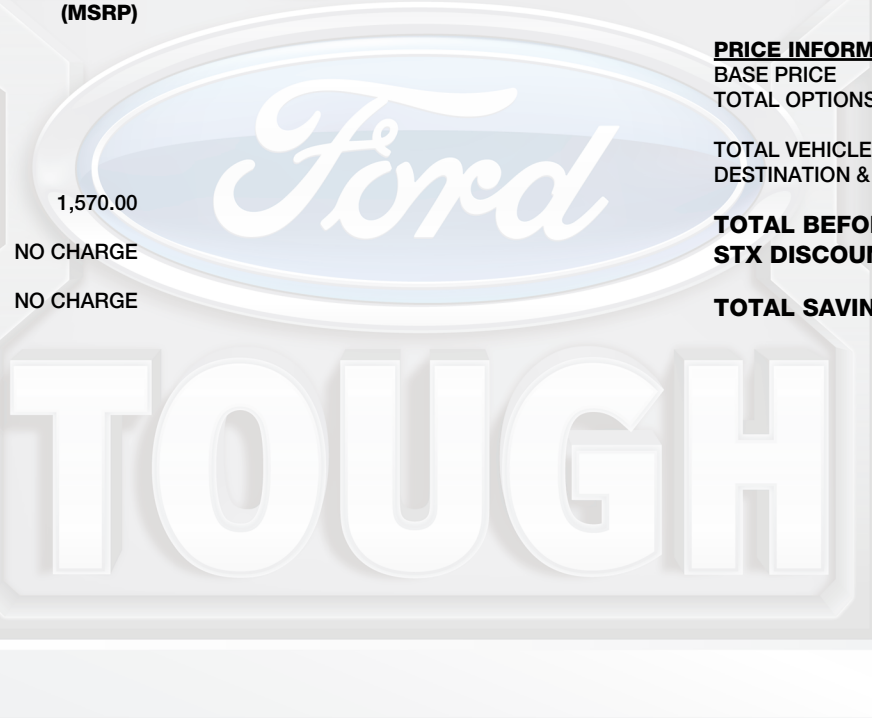 (MSRP)
1,570.00
NO CHARGE
NO CHARGE
PRICE INFORM
BASE PRICE
TOTAL OPTIONS
TOTAL VEHICLE
DESTINATION &
TOTAL BEFO
STX DISCOU
TOTAL SAVIN
Ford
TOUGH